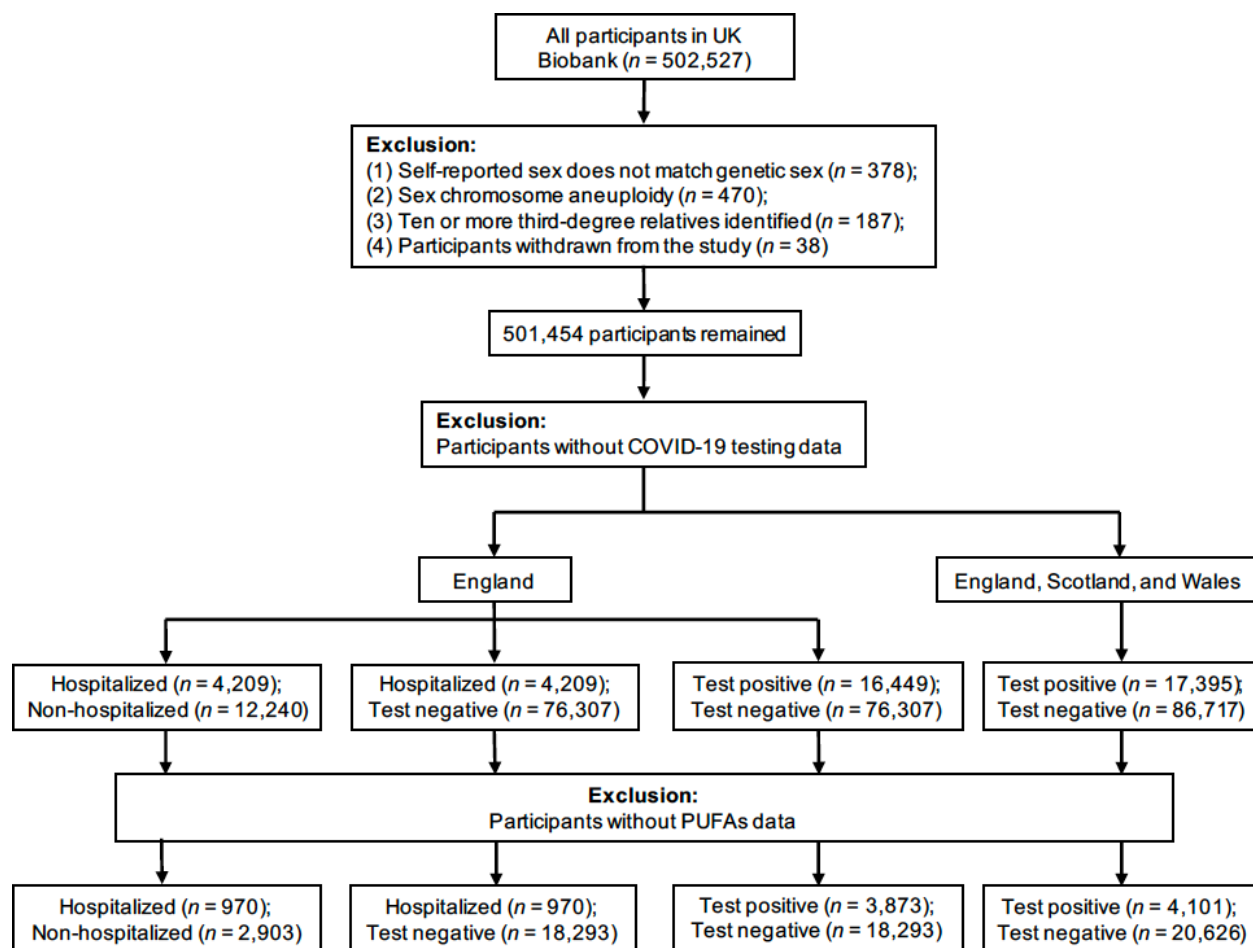 All participants in UK
Biobank (n = 502,527)
Exclusion:
(1) Self-reported sex does not match genetic sex (n = 378);
(2) Sex chromosome aneuploidy (n = 470);
(3) Ten or more third-degree relatives identified (n = 187);
(4) Participants withdrawn from the study (n = 38)
501,454 participants remained
Exclusion:
Participants without COVID-19 testing data
England
England, Scotland, and Wales
Hospitalized (n = 4,209);
Non-hospitalized (n = 12,240)
Hospitalized (n = 4,209);
Test negative (n = 76,307)
Test positive (n = 16,449);
Test negative (n = 76,307)
Test positive (n = 17,395);
Test negative (n = 86,717)
Exclusion:
Participants without PUFAs data
Hospitalized (n = 970);
Non-hospitalized (n = 2,903)
Hospitalized (n = 970);
Test negative (n = 18,293)
Test positive (n = 3,873);
Test negative (n = 18,293)
Test positive (n = 4,101);
Test negative (n = 20,626)